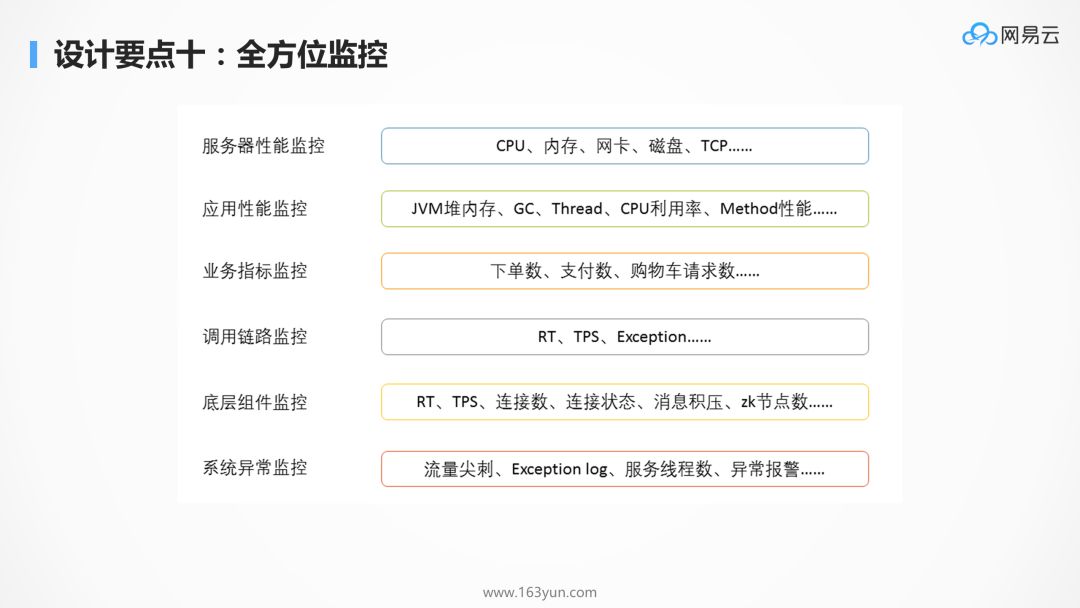 设计要点十：全方位监控
网易云
服务器性能监控 CPU、内存、网卡、磁盘、TCP……
应用性能监控 JVM堆内存、GC、Thread、CPU利用率、Method性能……
业务指标监控 下单数、支付数、购物车请求数……
调用链路监控 RT、TPS、Exception……
底层组件监控 RT、TPS、连接数、连接状态、消息积压、zk节点数……
系统异常监控 流量尖刺、Exception log、服务线程数、异常报警……
www.163yun.com